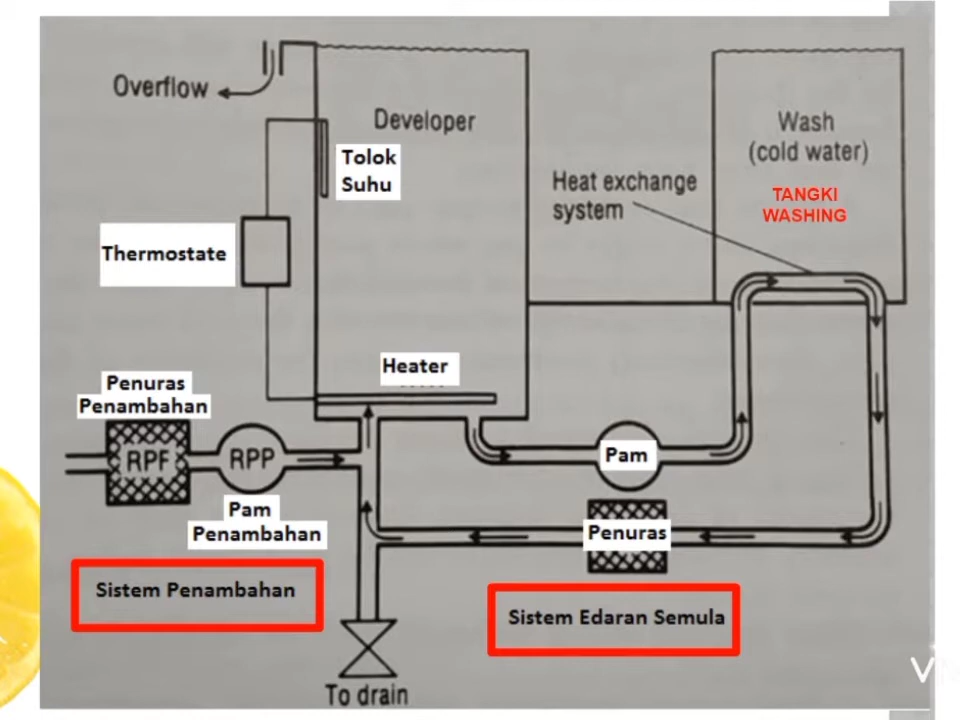 Overflow
Developer
Tolok
Suhu
Wash
(cold water)
TANGKI
WASHING
Heat exchange
system
Thermostate
Heater
Penuras
Penambahan
RPF
RPP
Pam
Pam
Penambahan
Penuras
Sistem Penambahan
Sistem Edaran Semula
To drain